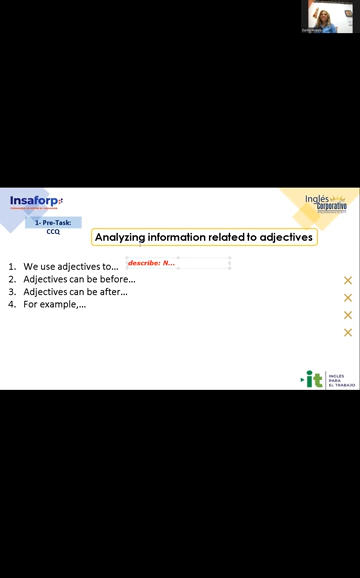 Insaforp
Inglés
Corporativo
1- Pre-Task:
CCQ
Analyzing information related to adjectives
1. We use adjectives to... describe: N...
2. Adjectives can be before...
3. Adjectives can be after...
4. For example,...
it INGLÉS
PARA
EL TRABAJO